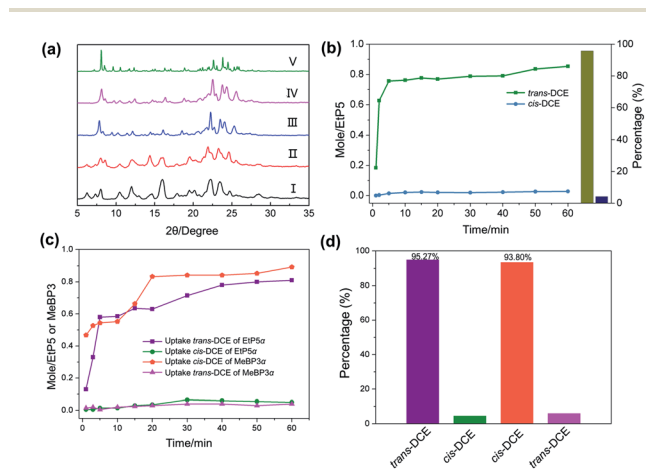 (a)
V
IV
III
II
I
5 10 15 20 25 30 35
2θ/Degree
(b)
Mole/EtP5
1.0
0.8
0.6
0.4
0.2
0.0
trans-DCE
cis-DCE
0 10 20 30 40 50 60
Time/min
100
80
60
40
20
0
Percentage (%)
(c)
Mole/EtP5 or MeBP3
1.0
0.8
0.6
0.4
0.2
0.0
Uptake trans-DCE of EtP5α
Uptake cis-DCE of EtP5α
Uptake cis-DCE of MeBP3α
Uptake trans-DCE of MeBP3α
0 10 20 30 40 50 60
Time/min
(d)
Percentage (%)
100
80
60
40
20
0
95.27%
93.80%
trans-DCE
cis-DCE
cis-DCE
trans-DCE